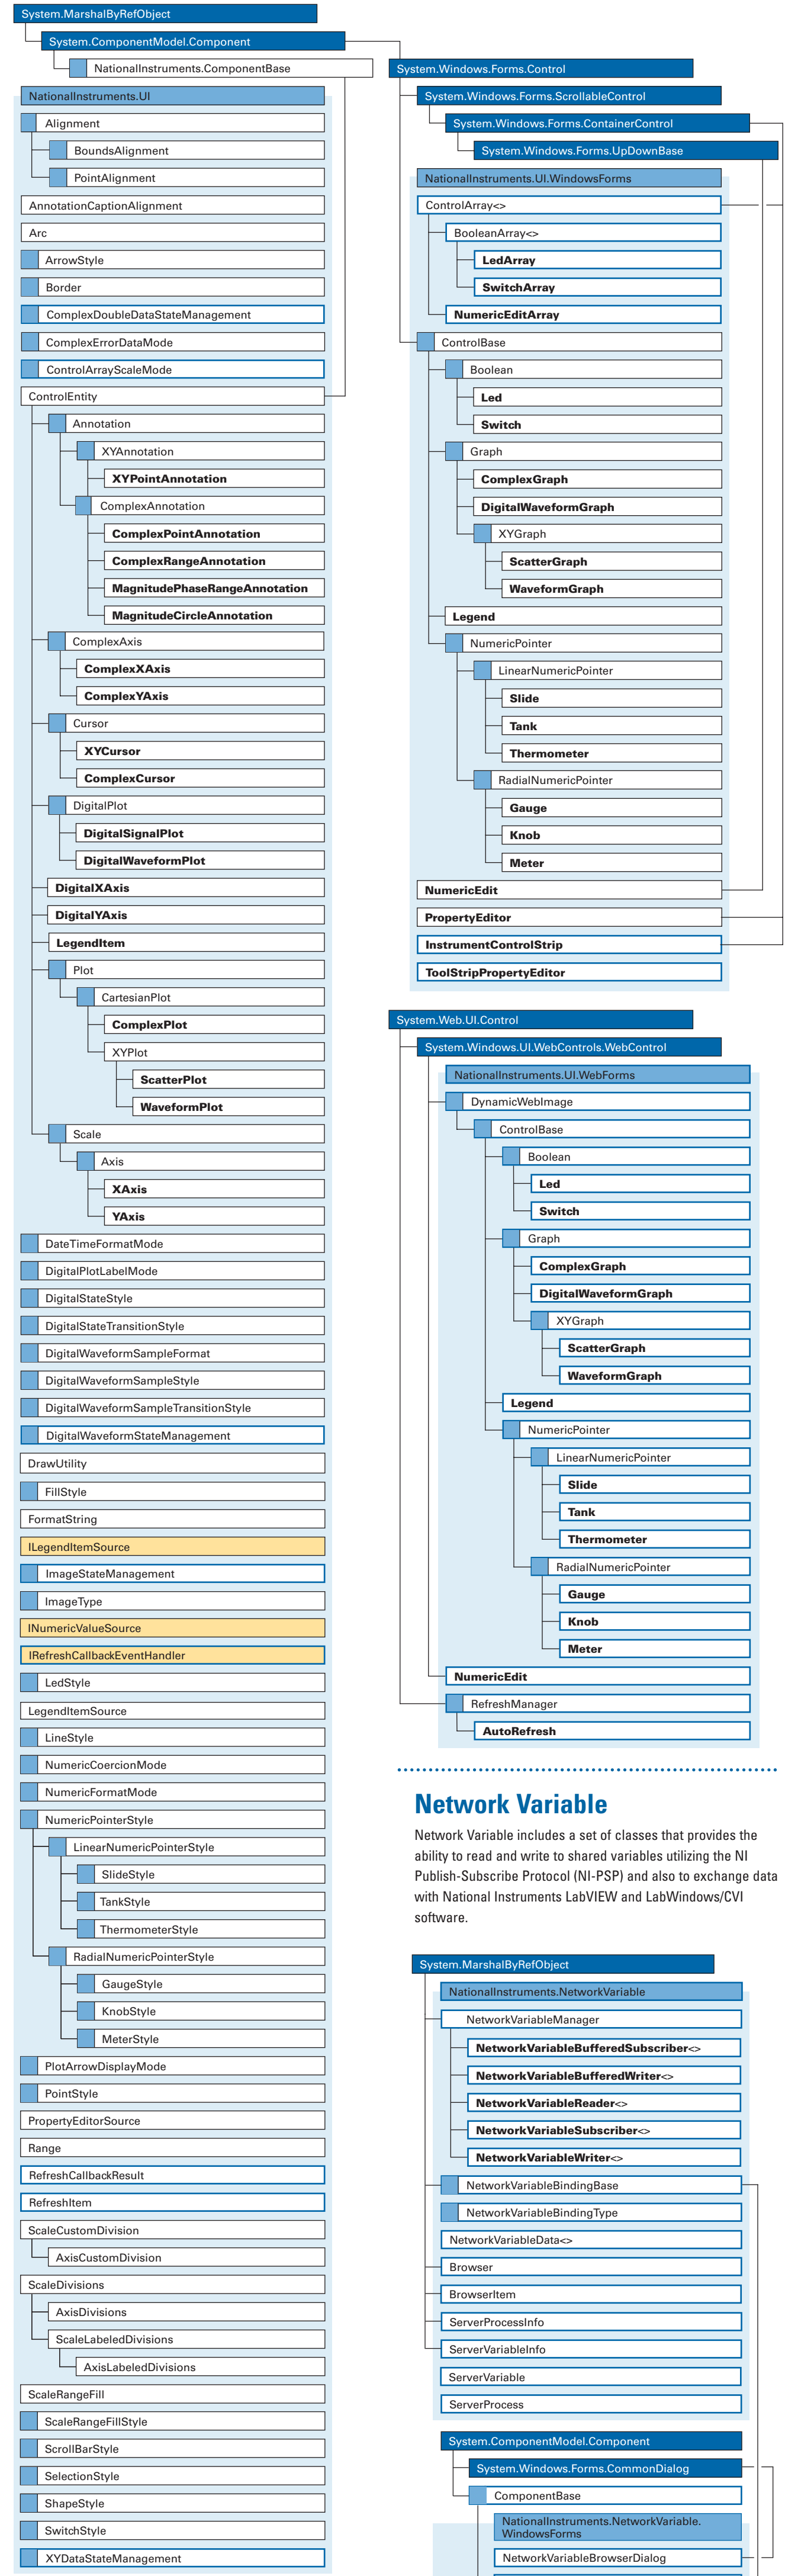 System.MarshalByRefObject
System.ComponentModel.Component
NationalInstruments.ComponentBase
NationalInstruments.UI
Alignment
BoundsAlignment
PointAlignment
AnnotationCaptionAlignment
Arc
ArrowStyle
Border
ComplexDoubleDataStateManagement
ComplexErrorDataMode
ControlArrayScaleMode
ControlEntity
Annotation
XYAnnotation
XYPointAnnotation
ComplexAnnotation
ComplexPointAnnotation
ComplexRangeAnnotation
MagnitudePhaseRangeAnnotation
MagnitudeCircleAnnotation
ComplexAxis
ComplexXAxis
ComplexYAxis
Cursor
XYCursor
ComplexCursor
DigitalPlot
DigitalSignalPlot
DigitalWaveformPlot
DigitalXAxis
DigitalYAxis
LegendItem
Plot
CartesianPlot
ComplexPlot
XYPlot
ScatterPlot
WaveformPlot
Scale
Axis
XAxis
YAxis
DateTimeFormatMode
DigitalPlotLabelMode
DigitalStateStyle
DigitalStateTransitionStyle
DigitalWaveformSampleFormat
DigitalWaveformSampleStyle
DigitalWaveformSampleTransitionStyle
DigitalWaveformStateManagement
DrawUtility
FillStyle
FormatString
ILegendItemSource
ImageStateManagement
ImageType
INumericValueSource
IRefreshCallbackEventHandler
LedStyle
LegendItemSource
LineStyle
NumericCoercionMode
NumericFormatMode
NumericPointerStyle
LinearNumericPointerStyle
SlideStyle
TankStyle
ThermometerStyle
RadialNumericPointerStyle
GaugeStyle
KnobStyle
MeterStyle
PlotArrowDisplayMode
PointStyle
PropertyEditorSource
Range
RefreshCallbackResult
RefreshItem
ScaleCustomDivision
AxisCustomDivision
ScaleDivisions
AxisDivisions
ScaleLabeledDivisions
AxisLabeledDivisions
ScaleRangeFill
ScaleRangeFillStyle
ScrollBarStyle
SelectionStyle
ShapeStyle
SwitchStyle
XYDataStateManagement
System.Windows.Forms.Control
System.Windows.Forms.ScrollableControl
System.Windows.Forms.ContainerControl
System.Windows.Forms.UpDownBase
NationalInstruments.UI.WindowsForms
ControlArray<>
BooleanArray<>
LedArray
SwitchArray
NumericEditArray
ControlBase
Boolean
Led
Switch
Graph
ComplexGraph
DigitalWaveformGraph
XYGraph
ScatterGraph
WaveformGraph
Legend
NumericPointer
LinearNumericPointer
Slide
Tank
Thermometer
RadialNumericPointer
Gauge
Knob
Meter
NumericEdit
PropertyEditor
InstrumentControlStrip
ToolStripPropertyEditor
System.Web.UI.Control
System.Windows.UI.WebControls.WebControl
NationalInstruments.UI.WebForms
DynamicWebImage
ControlBase
Boolean
Led
Switch
Graph
ComplexGraph
DigitalWaveformGraph
XYGraph
ScatterGraph
WaveformGraph
Legend
NumericPointer
LinearNumericPointer
Slide
Tank
Thermometer
RadialNumericPointer
Gauge
Knob
Meter
NumericEdit
RefreshManager
AutoRefresh
Network Variable
Network Variable includes a set of classes that provides the
ability to read and write to shared variables utilizing the NI
Publish-Subscribe Protocol (NI-PSP) and also to exchange data
with National Instruments LabVIEW and LabWindows/CVI
software.
System.MarshalByRefObject
NationalInstruments.NetworkVariable
NetworkVariableManager
NetworkVariableBufferedSubscriber<>
NetworkVariableBufferedWriter<>
NetworkVariableReader<>
NetworkVariableSubscriber<>
NetworkVariableWriter<>
NetworkVariableBindingBase
NetworkVariableBindingType
NetworkVariableData<>
Browser
BrowserItem
ServerProcessInfo
ServerVariableInfo
ServerVariable
ServerProcess
System.ComponentModel.Component
System.Windows.Forms.CommonDialog
ComponentBase
NationalInstruments.NetworkVariable.
WindowsForms
NetworkVariableBrowserDialog